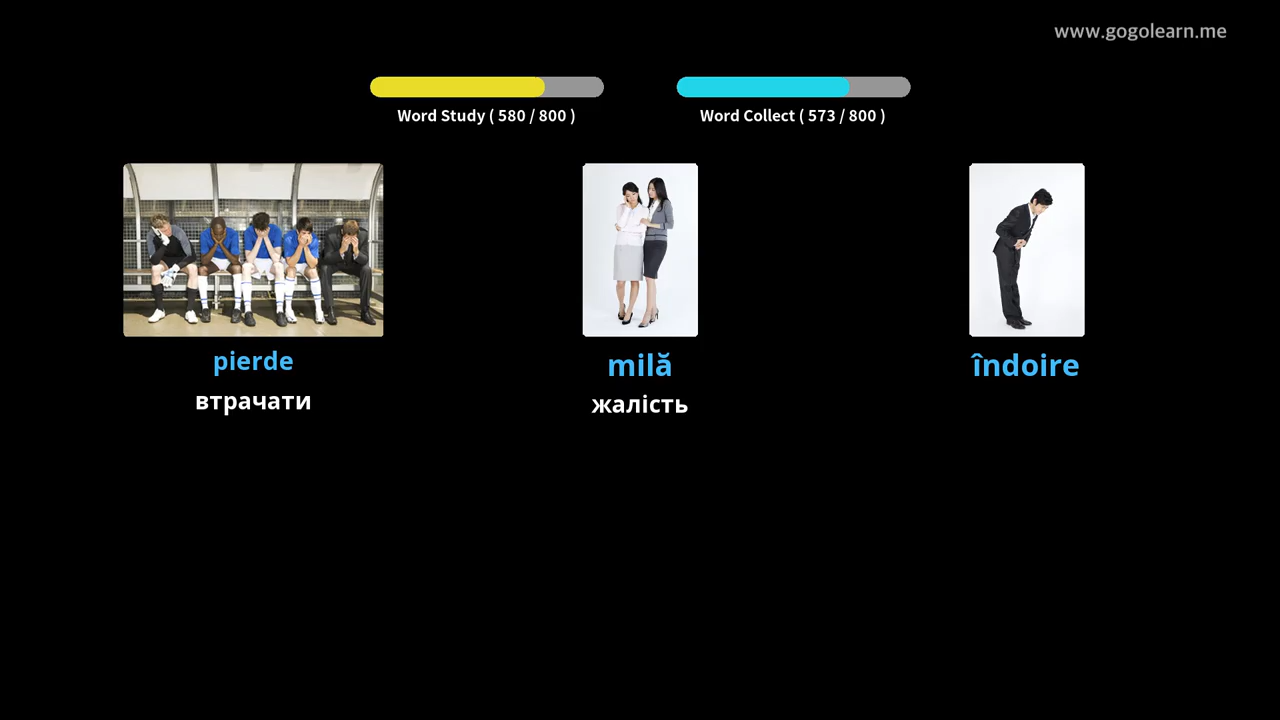 www.gogolearn.me
Word Study ( 580 / 800 )
Word Collect ( 573 / 800 )
pierde
втрачати
milă
жалість
îndoire